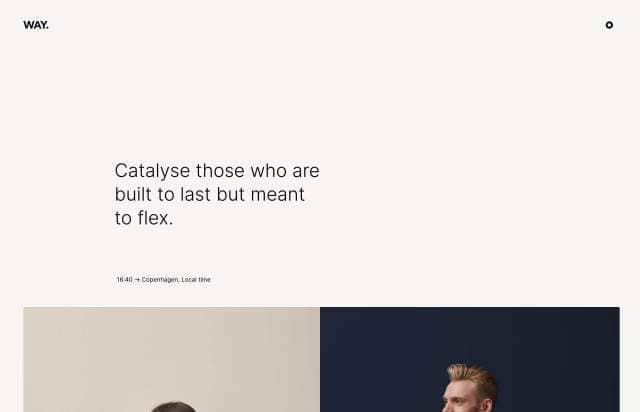 WAY.
Catalyse those who are
built to last but meant
to flex.
16:40 → Copenhagen, Local time